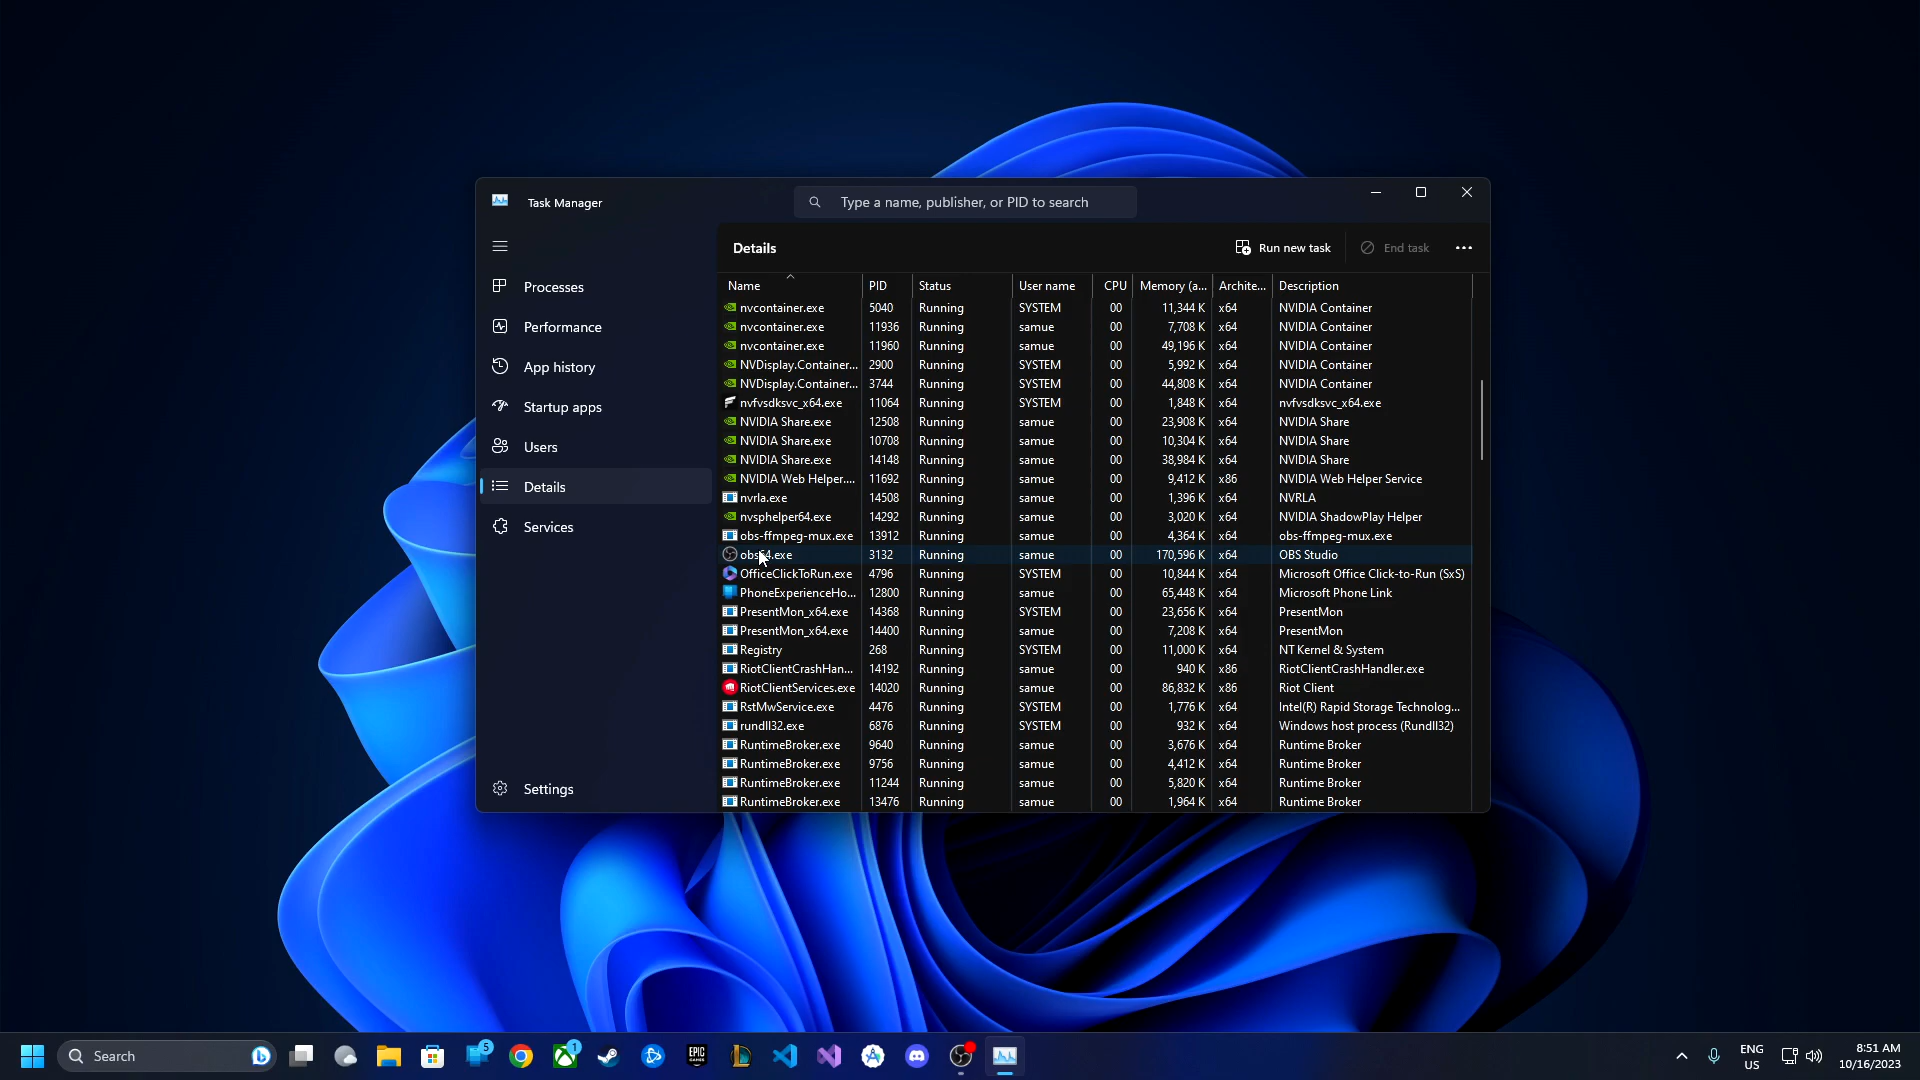 Task Manager
Type a name, publisher, or PID to search
Details
Run new task
End task
Processes
Performance
App history
Startup apps
Users
Details
Services
Settings
Name PID Status User name CPU Memory (a... Archite... Description
nvcontainer.exe 5040 Running SYSTEM 00 11,344 K x64 NVIDIA Container
nvcontainer.exe 11936 Running samue 00 7,708 K x64 NVIDIA Container
nvcontainer.exe 11960 Running samue 00 49,196 K x64 NVIDIA Container
NVDisplay.Container... 2900 Running SYSTEM 00 5,992 K x64 NVIDIA Container
NVDisplay.Container... 3744 Running SYSTEM 00 44,808 K x64 NVIDIA Container
nvfvsdksvc_x64.exe 11064 Running SYSTEM 00 1,848 K x64 nvfvsdksvc_x64.exe
NVIDIA Share.exe 12508 Running samue 00 23,908 K x64 NVIDIA Share
NVIDIA Share.exe 10708 Running samue 00 10,304 K x64 NVIDIA Share
NVIDIA Share.exe 14148 Running samue 00 38,984 K x64 NVIDIA Share
NVIDIA Web Helper.... 11692 Running samue 00 9,412 K x86 NVIDIA Web Helper Service
nvrla.exe 14508 Running samue 00 1,396 K x64 NVRLA
nvsphelper64.exe 14292 Running samue 00 3,020 K x64 NVIDIA ShadowPlay Helper
obs-ffmpeg-mux.exe 13912 Running samue 00 4,364 K x64 obs-ffmpeg-mux.exe
obs64.exe 3132 Running samue 00 170,596 K x64 OBS Studio
OfficeClickToRun.exe 4796 Running SYSTEM 00 10,844 K x64 Microsoft Office Click-to-Run (SxS)
PhoneExperienceHo... 12800 Running samue 00 65,448 K x64 Microsoft Phone Link
PresentMon_x64.exe 14368 Running SYSTEM 00 23,656 K x64 PresentMon
PresentMon_x64.exe 14400 Running samue 00 7,208 K x64 PresentMon
Registry 268 Running SYSTEM 00 11,000 K x64 NT Kernel & System
RiotClientCrashHan... 14192 Running samue 00 940 K x86 RiotClientCrashHandler.exe
RiotClientServices.exe 14020 Running samue 00 86,832 K x86 Riot Client
RstMwService.exe 4476 Running SYSTEM 00 1,776 K x64 Intel(R) Rapid Storage Technolog...
rundll32.exe 6876 Running SYSTEM 00 932 K x64 Windows host process (Rundll32)
RuntimeBroker.exe 9640 Running samue 00 3,676 K x64 Runtime Broker
RuntimeBroker.exe 9756 Running samue 00 4,412 K x64 Runtime Broker
RuntimeBroker.exe 11244 Running samue 00 5,820 K x64 Runtime Broker
RuntimeBroker.exe 13476 Running samue 00 1,964 K x64 Runtime Broker
Search
5
1
EPIC
GAMES
ENG
US
8:51 AM
10/16/2023